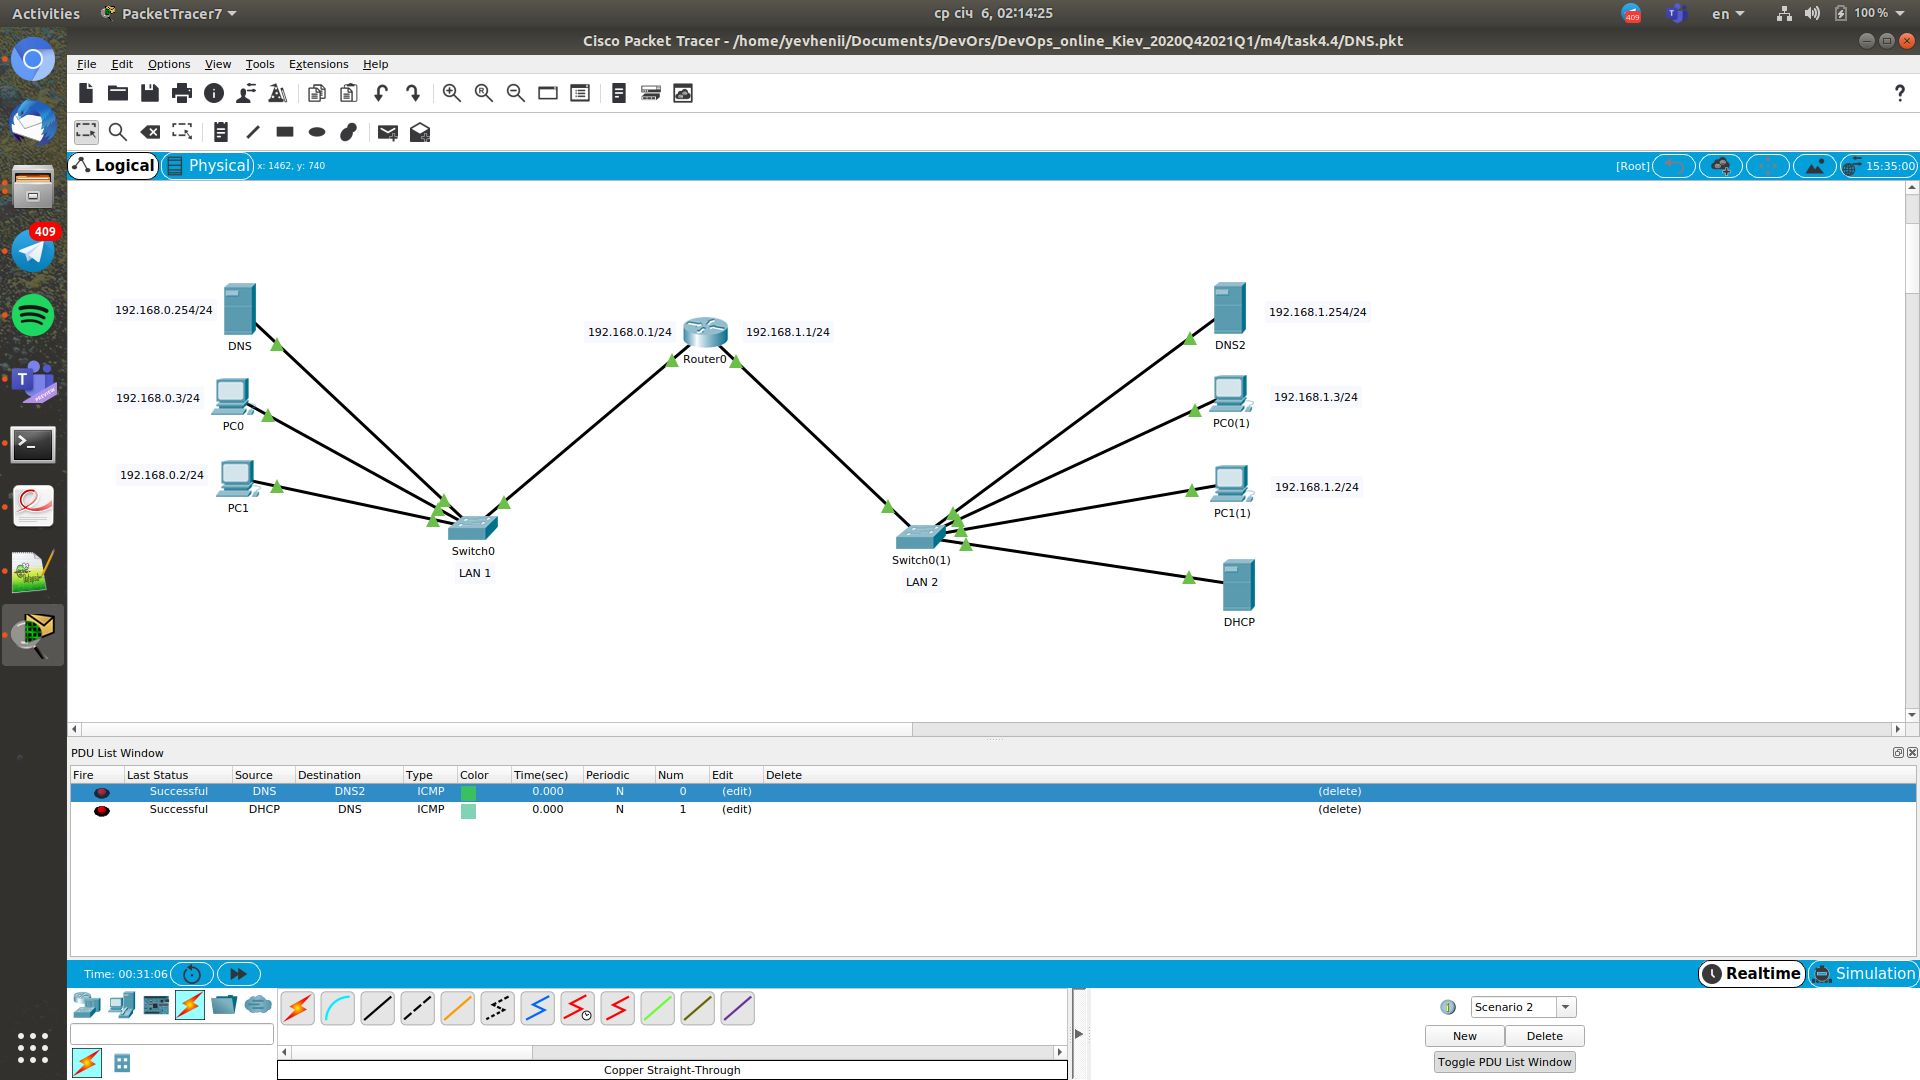 Activities PacketTracer7 ср січ 6, 02:14:25 409 en 100 %
Cisco Packet Tracer - /home/yevhenii/Documents/DevOrs/DevOps_online_Kiev_2020Q42021Q1/m4/task4.4/DNS.pkt
File Edit Options View Tools Extensions Help
?
Logical Physical x: 1462, y: 740 [Root] 15:35:00
409
192.168.0.254/24
DNS
192.168.0.3/24
PC0
192.168.0.2/24
PC1
Switch0
LAN 1
192.168.0.1/24
192.168.1.1/24
Router0
Switch0(1)
LAN 2
192.168.1.254/24
DNS2
192.168.1.3/24
PC0(1)
192.168.1.2/24
PC1(1)
DHCP
PDU List Window
Fire Last Status Source Destination Type Color Time(sec) Periodic Num Edit Delete
Successful DNS DNS2 ICMP 0.000 N 0 (edit) (delete)
Successful DHCP DNS ICMP 0.000 N 1 (edit) (delete)
Time: 00:31:06 Realtime Simulation
Scenario 2
New Delete
Toggle PDU List Window
Copper Straight-Through